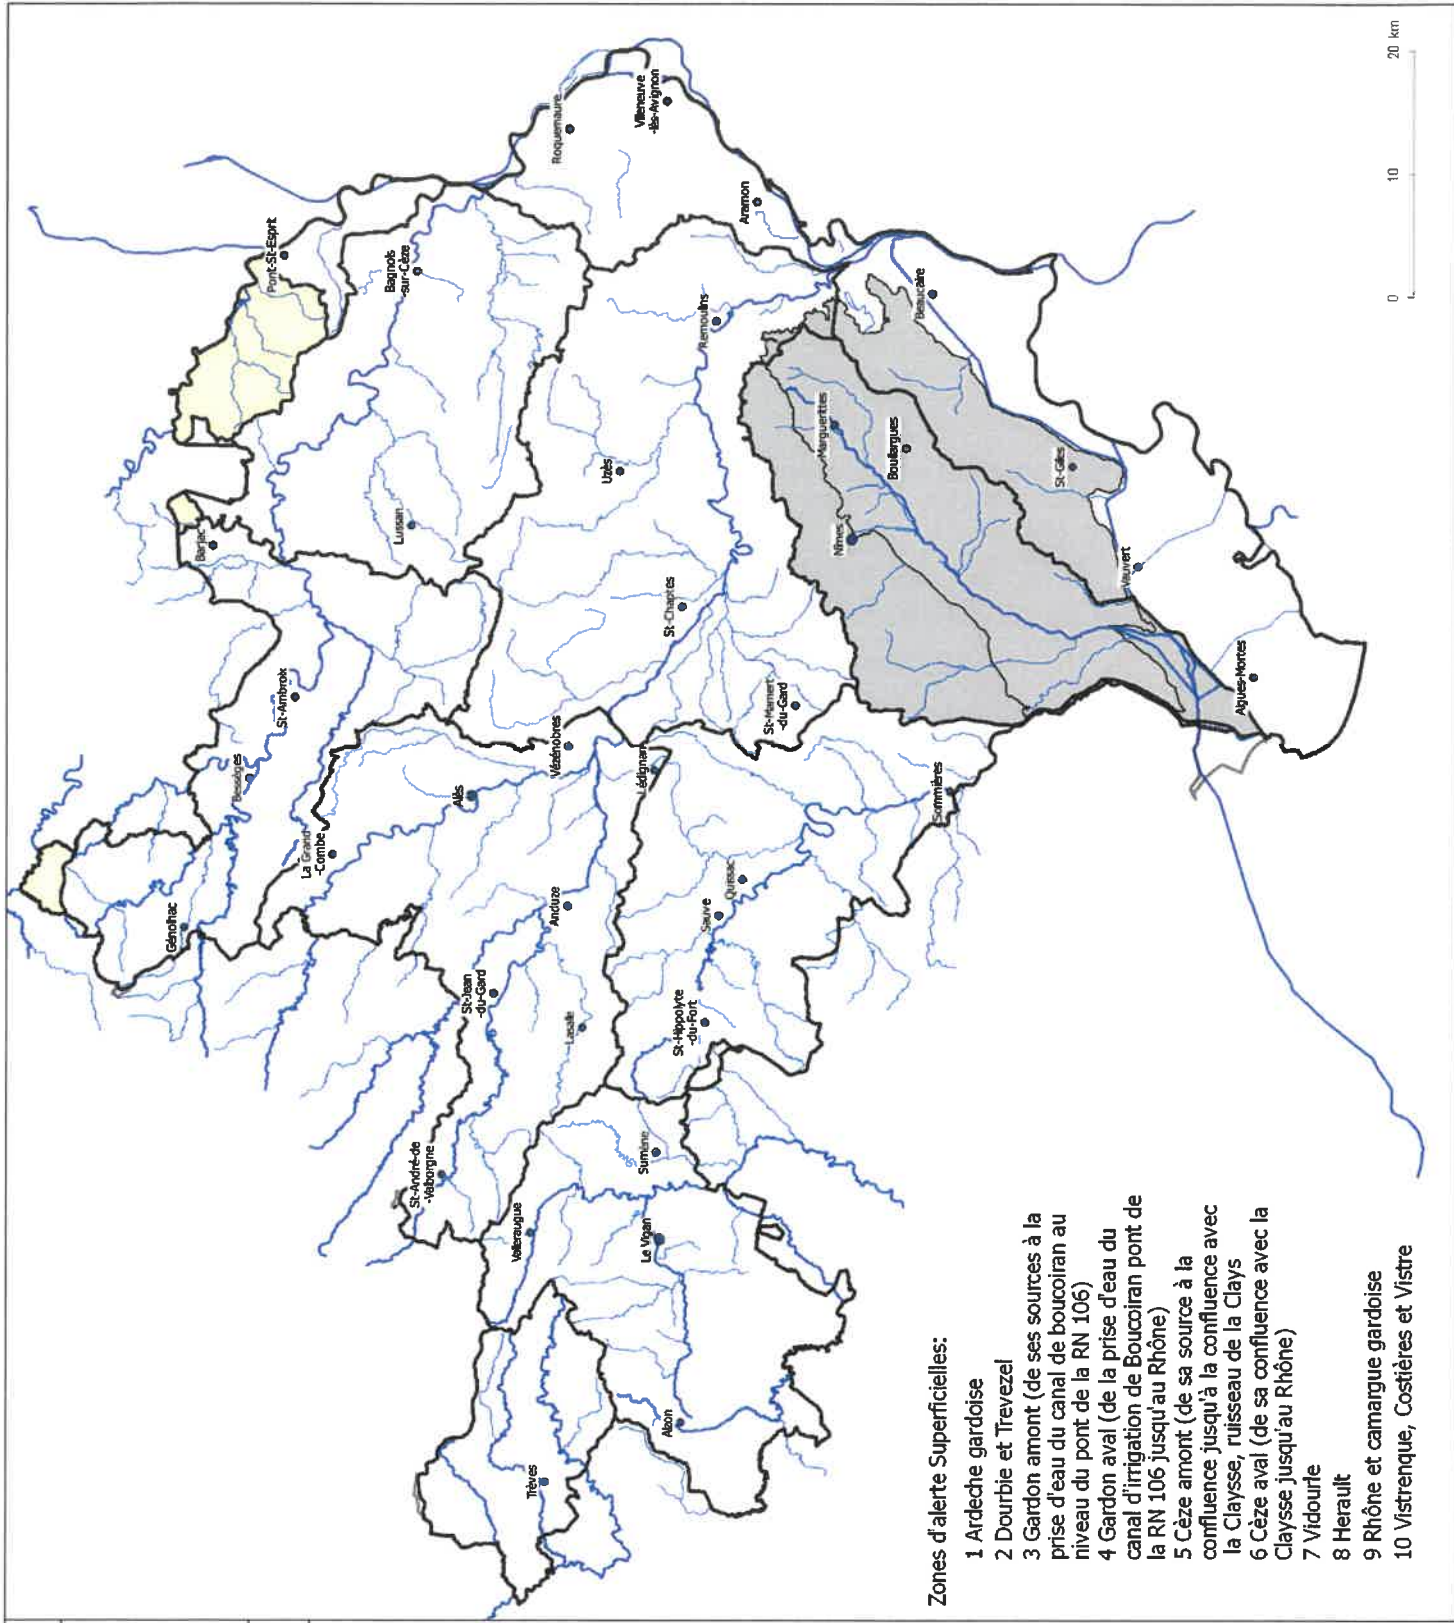 Génolhac
Bessèges
St-Ambroix
Barjac
Pont-St-Esprit
La Grand
-Combe
Lussan
Bagnols
-sur-Cèze
Roquemaure
Villeneuve
-lès-Avignon
St-André-de
-Valborgne
St-Jean
-du-Gard
Alès
Trèves
Valleraugue
Lasalle
Anduze
Vézénobres
Uzès
Alzon
Le Vigan
Sumène
St-Hippolyte
-du-Fort
Sauve
Quissac
Lédignan
St-Chaptes
Remoulins
Aramon
St-Mamert
-du-Gard
Nîmes
Marguerittes
Bouillargues
Beaucaire
Sommières
St-Gilles
Vauvert
Aigues-Mortes
Zones d'alerte Superficielles:
1 Ardeche gardoise
2 Dourbie et Trevezel
3 Gardon amont (de ses sources à la
prise d'eau du canal de boucoiran au
niveau du pont de la RN 106)
4 Gardon aval (de la prise d'eau du
canal d'irrigation de Boucoiran pont de
la RN 106 jusqu'au Rhône)
5 Cèze amont (de sa source à la
confluence jusqu'à la confluence avec
la Claysse, ruisseau de la Clays
6 Cèze aval (de sa confluence avec la
Claysse jusqu'au Rhône)
7 Vidourle
8 Herault
9 Rhône et camargue gardoise
10 Vistrenque, Costières et Vistre
0 10 20 km